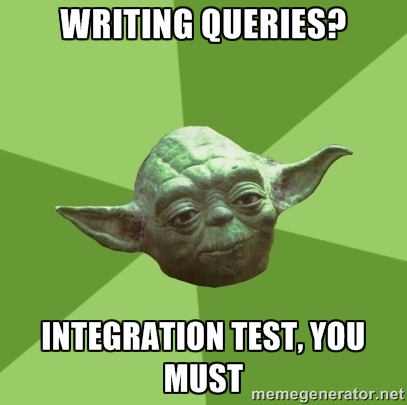 WRITING QUERIES?
INTEGRATION TEST, YOU
MUST
memegenerator.net